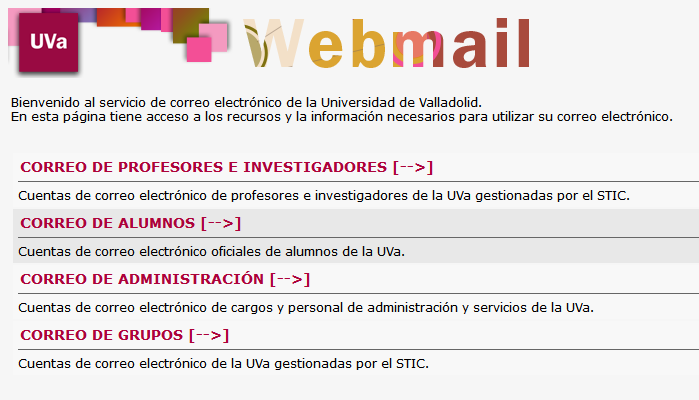 UVa
Webmail
Bienvenido al servicio de correo electrónico de la Universidad de Valladolid.
En esta página tiene acceso a los recursos y la información necesarios para utilizar su correo electrónico.
CORREO DE PROFESORES E INVESTIGADORES [-->]
Cuentas de correo electrónico de profesores e investigadores de la UVa gestionadas por el STIC.
CORREO DE ALUMNOS [-->]
Cuentas de correo electrónico oficiales de alumnos de la UVa.
CORREO DE ADMINISTRACIÓN [-->]
Cuentas de correo electrónico de cargos y personal de administración y servicios de la UVa.
CORREO DE GRUPOS [-->]
Cuentas de correo electrónico de la UVa gestionadas por el STIC.